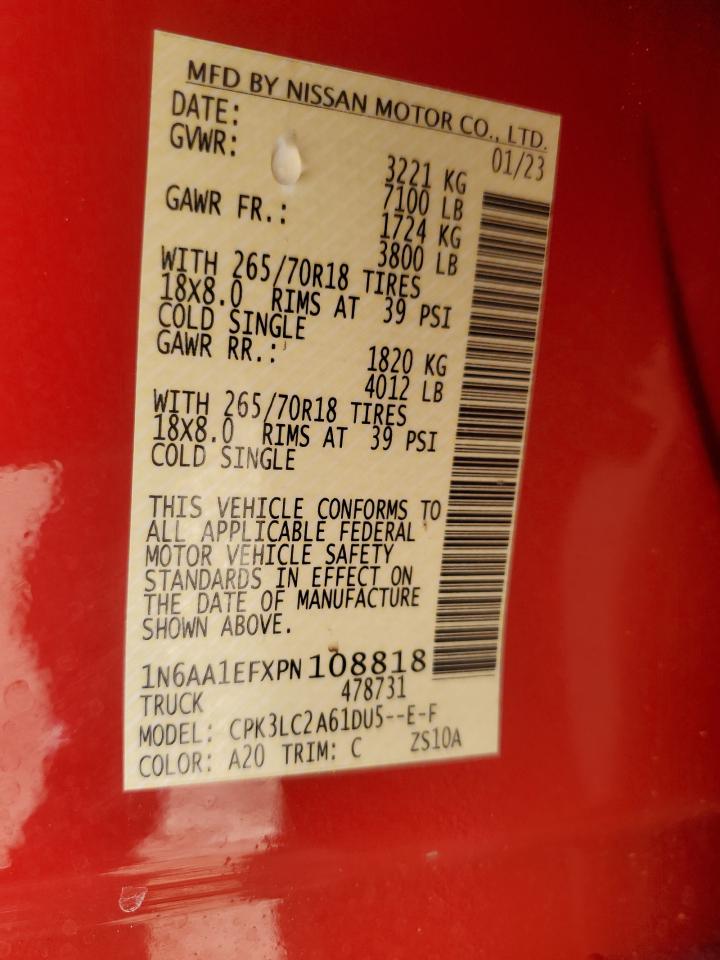 MFD BY NISSAN MOTOR CO., LTD.
DATE: 01/23
GVWR: 3221 KG
7100 LB
GAWR FR.: 1724 KG
3800 LB
WITH 265/70R18 TIRES
18X8.0 RIMS AT 39 PSI
COLD SINGLE
GAWR RR.: 1820 KG
4012 LB
WITH 265/70R18 TIRES
18X8.0 RIMS AT 39 PSI
COLD SINGLE
THIS VEHICLE CONFORMS TO
ALL APPLICABLE FEDERAL
MOTOR VEHICLE SAFETY
STANDARDS IN EFFECT ON
THE DATE OF MANUFACTURE
SHOWN ABOVE.
1N6AA1EFXPN108818
TRUCK 478731
MODEL: CPK3LC2A61DU5--E-F
COLOR: A20 TRIM: C ZS10A